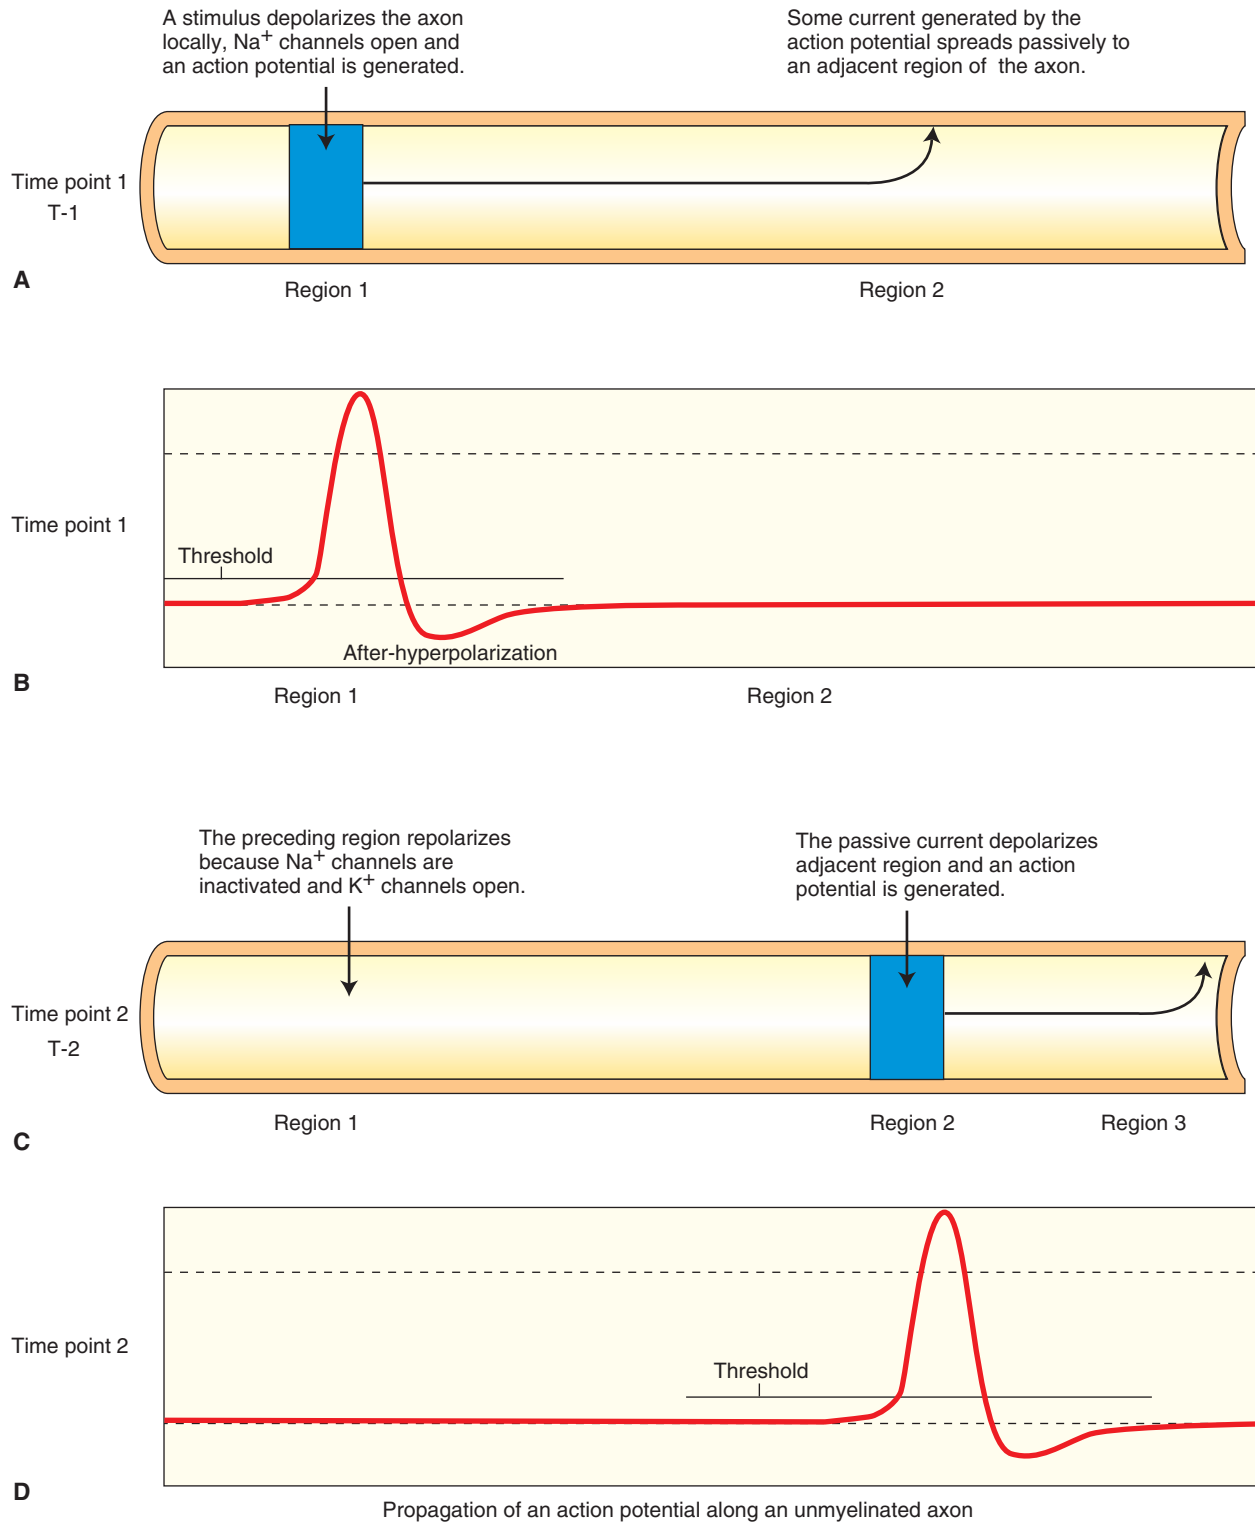 A stimulus depolarizes the axon
locally, Na+ channels open and
an action potential is generated.
Some current generated by the
action potential spreads passively to
an adjacent region of the axon.
Time point 1
T-1
A
Region 1
Region 2
Time point 1
Threshold
After-hyperpolarization
B
Region 1
Region 2
The preceding region repolarizes
because Na+ channels are
inactivated and K+ channels open.
The passive current depolarizes
adjacent region and an action
potential is generated.
Time point 2
T-2
C
Region 1
Region 2
Region 3
Time point 2
Threshold
D
Propagation of an action potential along an unmyelinated axon